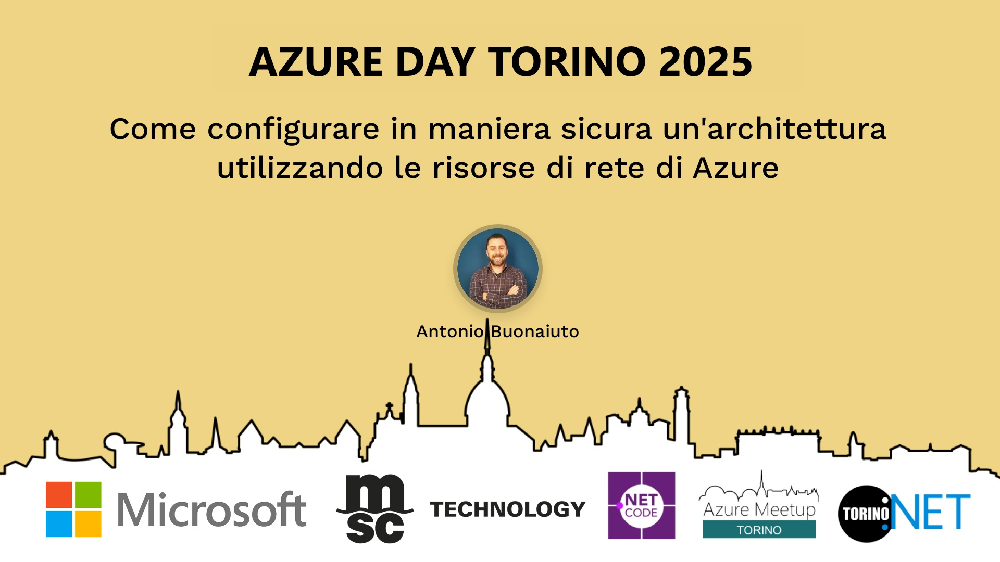 AZURE DAY TORINO 2025
Come configurare in maniera sicura un'architettura
utilizzando le risorse di rete di Azure
Antonio Buonaiuto
Microsoft
msc TECHNOLOGY
NET
CODE
Azure Meetup
TORINO
TORINO NET